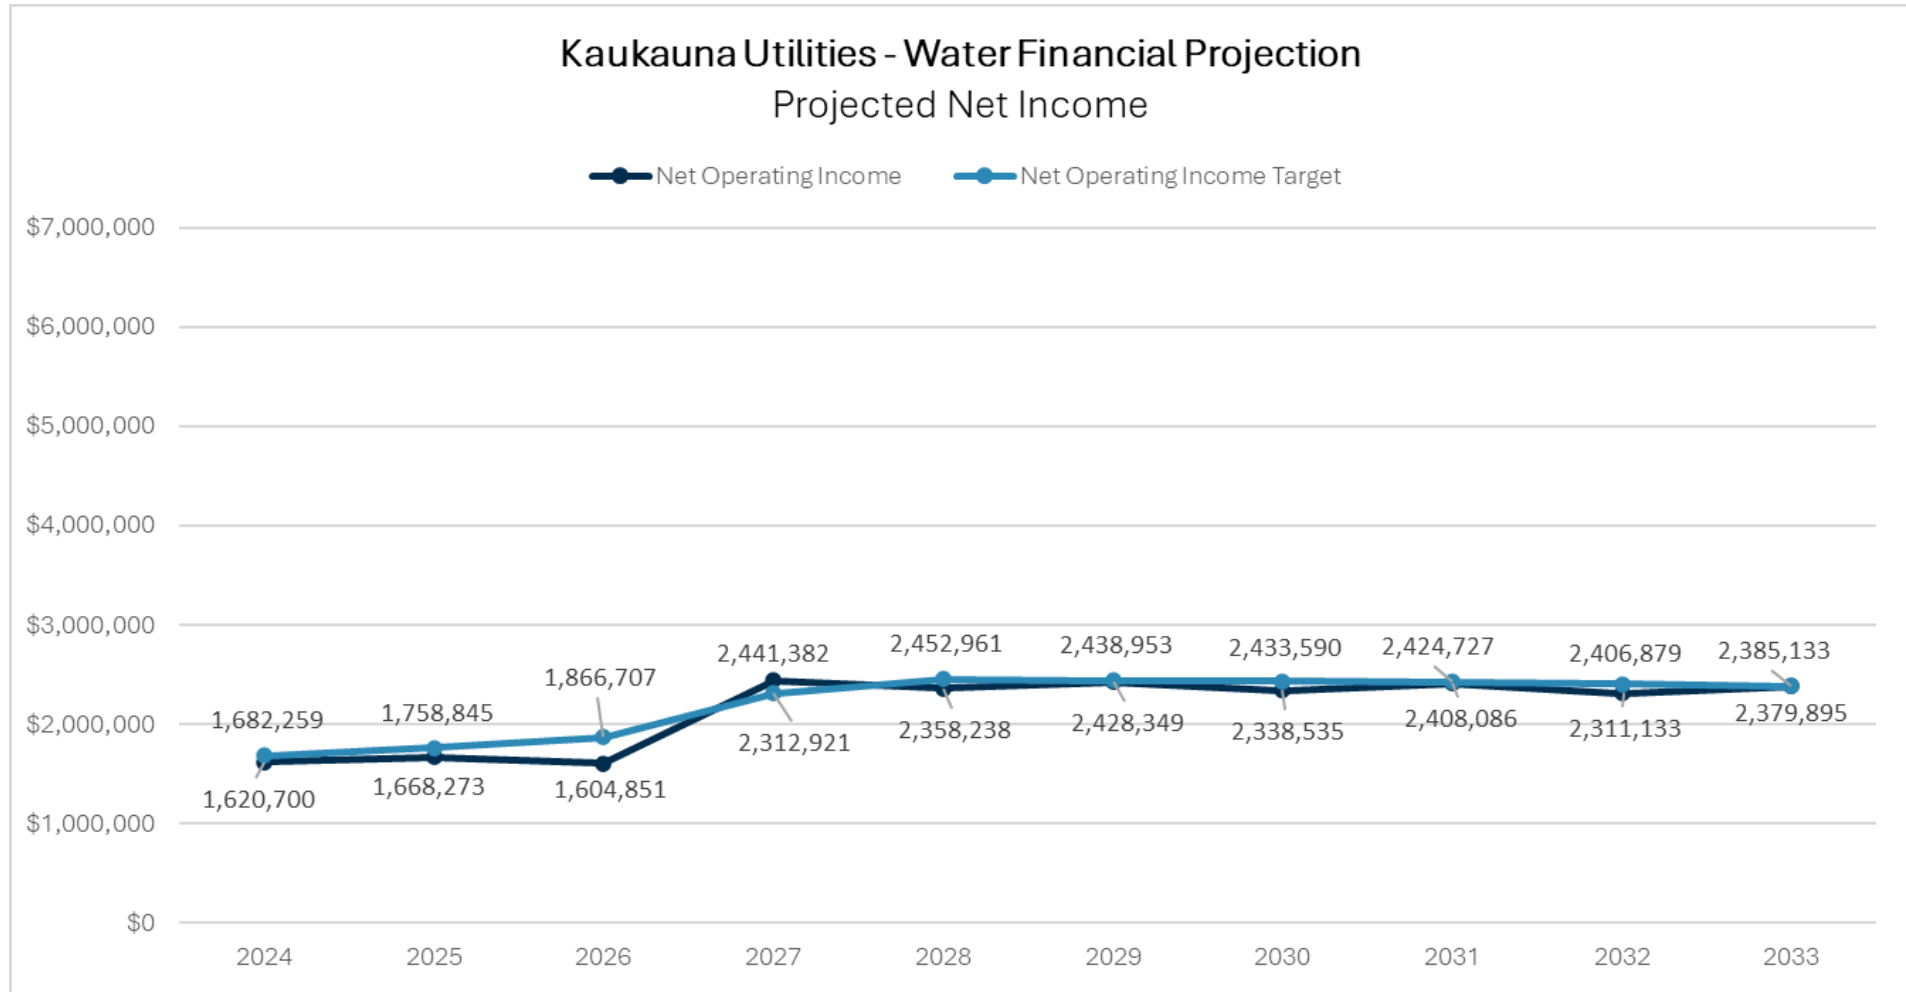 Kaukauna Utilities - Water Financial Projection
Projected Net Income
Net Operating Income Net Operating Income Target
$7,000,000
$6,000,000
$5,000,000
$4,000,000
$3,000,000
$2,000,000
$1,000,000
$0
1,682,259 1,758,845 1,866,707 2,441,382 2,452,961 2,438,953 2,433,590 2,424,727 2,406,879 2,385,133
1,620,700 1,668,273 1,604,851 2,312,921 2,358,238 2,428,349 2,338,535 2,408,086 2,311,133 2,379,895
2024 2025 2026 2027 2028 2029 2030 2031 2032 2033